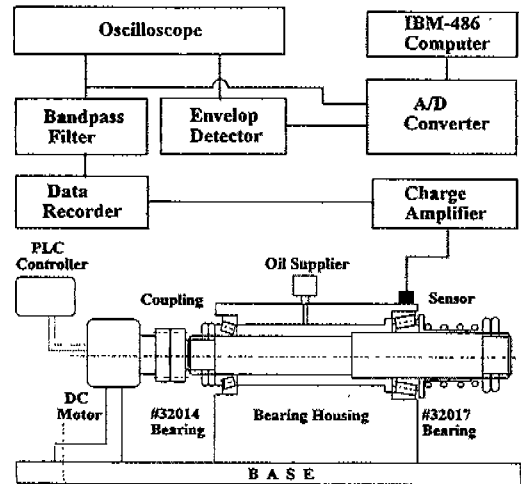 Oscilloscope
IBM-486
Computer
Bandpass
Filter
Envelop
Detector
A/D
Converter
Data
Recorder
Charge
Amplifier
PLC
Controller
Oil Supplier
Coupling
Sensor
DC
Motor
#32014
Bearing
Bearing Housing
#32017
Bearing
BASE